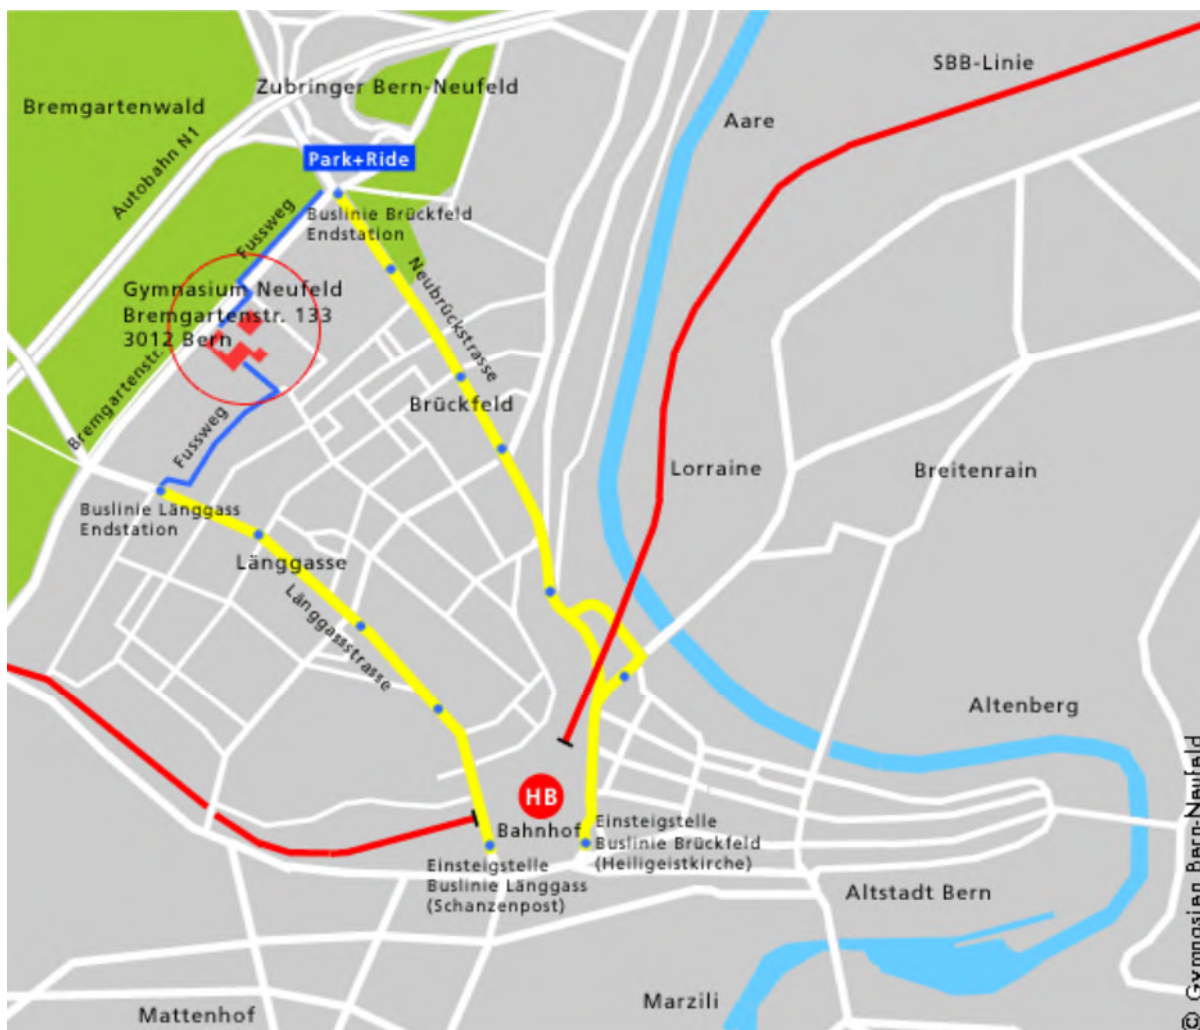 SBB-Linie
Zubringer Bern-Neufeld
Bremgartenwald
Aare
Autobahn N1
Park+Ride
Fussweg
Buslinie Brückfeld
Endstation
Gymnasium Neufeld
Bremgartenstr. 133
3012 Bern
Neubrückstrasse
Bremgartenstr.
Brückfeld
Fussweg
Lorraine
Breitenrain
Buslinie Länggass
Endstation
Länggasse
Länggassstrasse
Altenberg
HB
Bahnhof
Einsteigstelle
Buslinie Brückfeld
(Heiligeistkirche)
Einsteigstelle
Buslinie Länggass
(Schanzenpost)
Altstadt Bern
Marzili
Mattenhof
© Gymnasien Bern-Neufeld